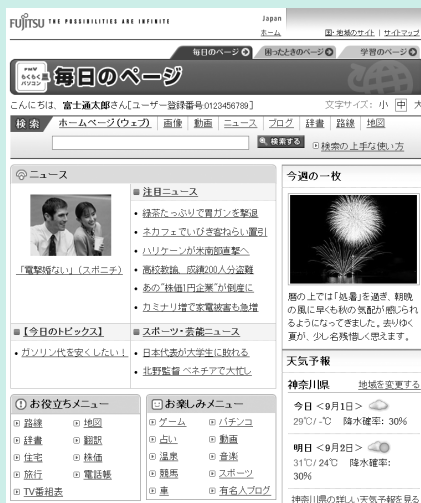 FUJITSU THE POSSIBILITIES ARE INFINITE
Japan
ホーム
国・地域のサイト | サイトマップ
毎日のページ
困ったときのページ
学習のページ
FMV らくらくパソコン
毎日のページ
こんにちは、富士通太郎さん[ユーザー登録番号:0123456789]
文字サイズ: 小 中 大
検索 ホームページ(ウェブ) | 画像 | 動画 | ニュース | ブログ | 辞書 | 路線 | 地図
検索する
検索の上手な使い方
ニュース
「電撃婚ない」(スポニチ)
注目ニュース
・緑茶たっぷりで胃ガンを撃退
・ネカフェでいびき客ねらい置引
・ハリケーンが米南部直撃へ
・高校教諭、成績200人分盗難
・あの"株価1円企業"が倒産に
・カミナリ増で家電被害も急増
【今日のトピックス】
・ガソリン代を安くしたい!
スポーツ・芸能ニュース
・日本代表が大学生に敗れる
・北野監督 ベネチアで大忙し
お役立ちメニュー
路線 地図
辞書 翻訳
住宅 株価
旅行 電話帳
TV番組表
お楽しみメニュー
ゲーム パチンコ
占い 動画
温泉 音楽
競馬 スポーツ
車 有名人ブログ
今週の一枚
暦の上では「処暑」を過ぎ、朝晩
の風に早くも秋の気配が感じられ
るようになってきました。去りゆく
夏が、少し名残惜しく思えます。
天気予報
神奈川県 地域を変更する
今日 <9月1日>
29℃/-℃ 降水確率: 30%
明日 <9月2日>
31℃/24℃ 降水確率:
30%
神奈川県の詳しい天気予報を見る